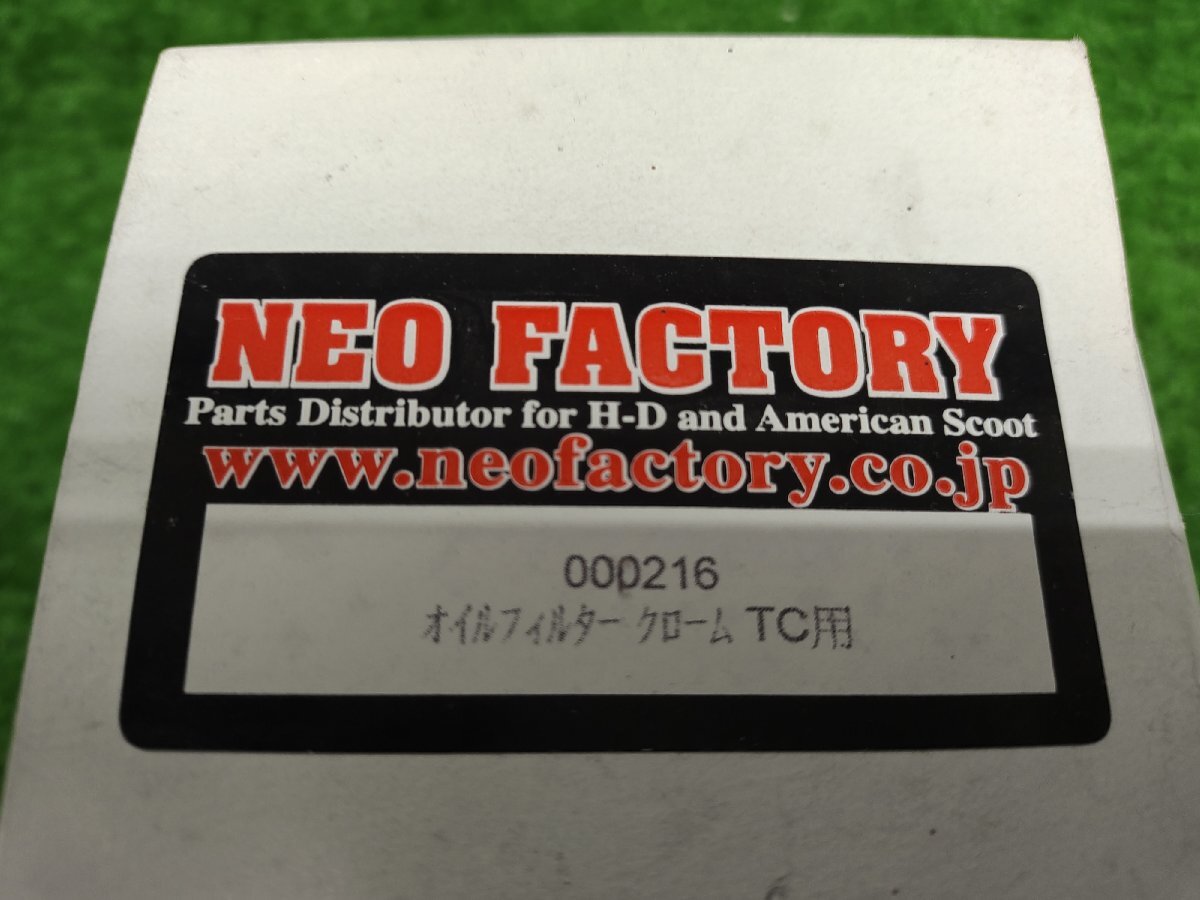 NEO FACTORY
Parts Distributor for H-D and American Scoot
www.neofactory.co.jp
000216
オイルフィルター クローム TC用